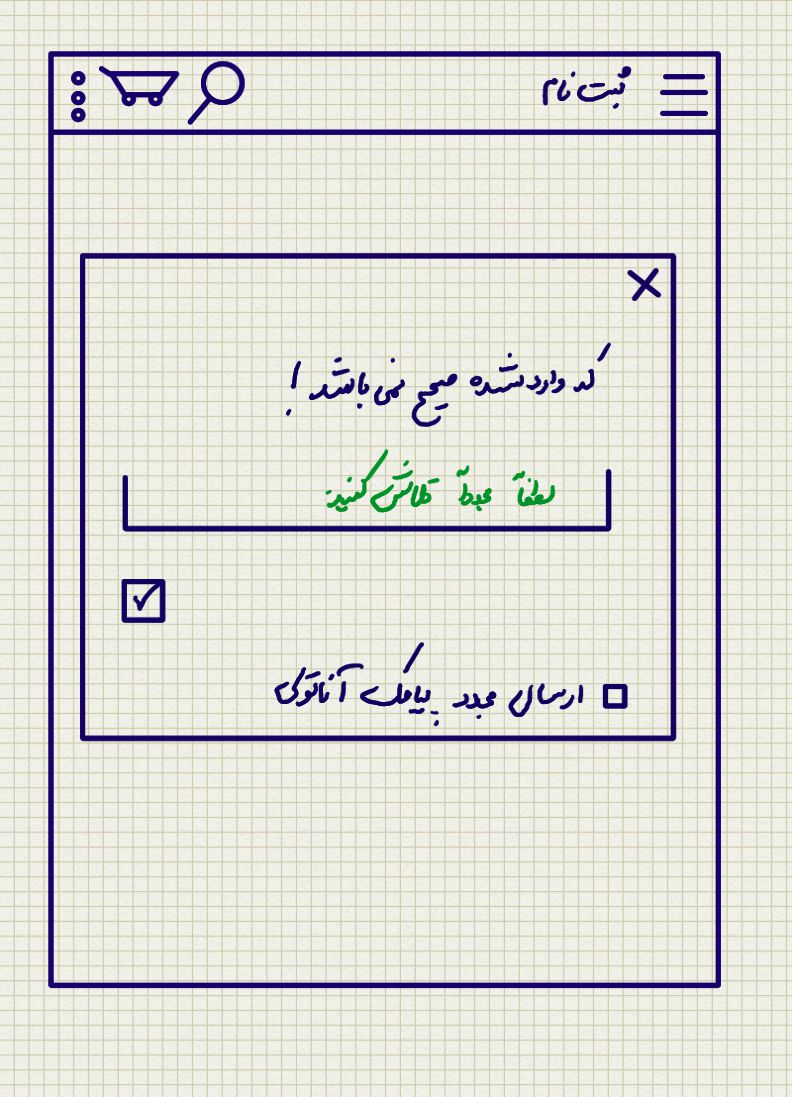 ثبت نام
کد وارد شده صحیح نمی باشد !
لطفاً مجدداً تلاش کنید.
ارسال مجدد پیامک آناتوکی